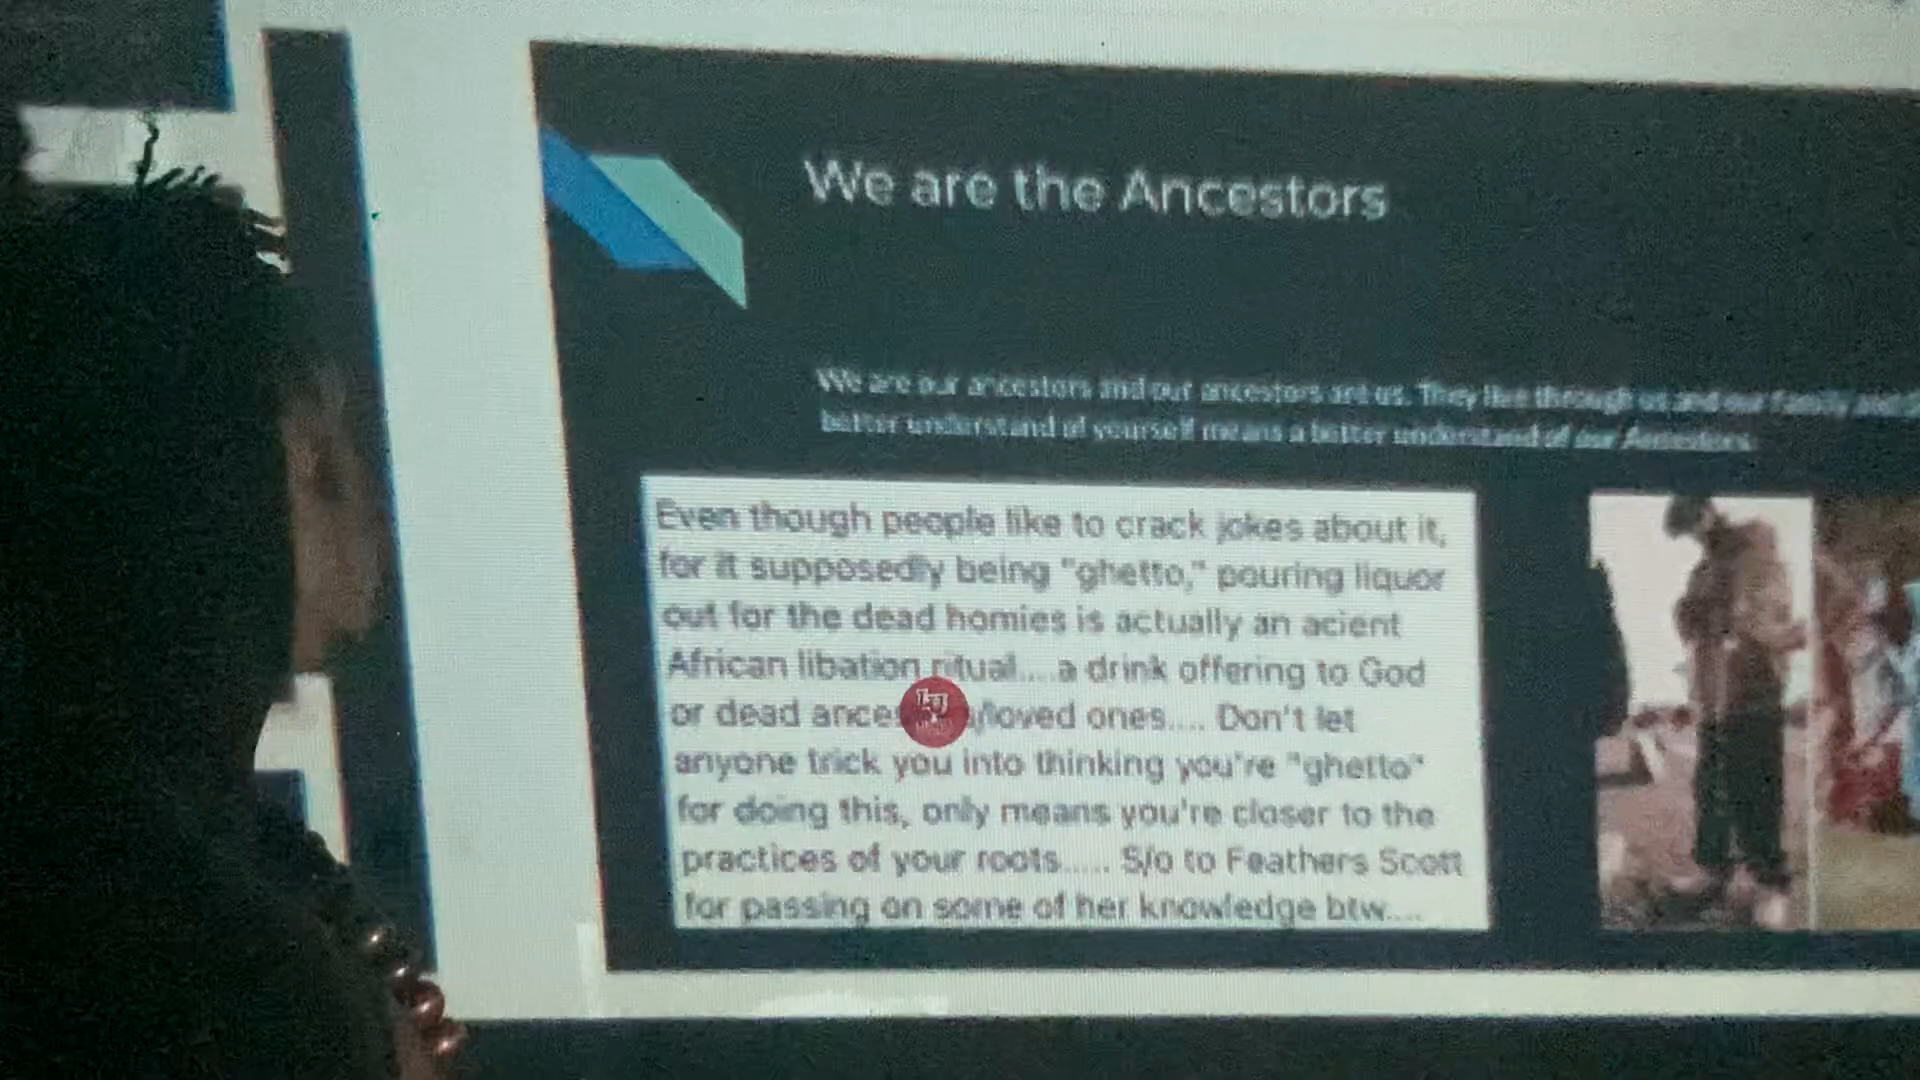 We are the Ancestors
We are our ancestors and our ancestors are us. They live through us and our family
better understand of yourself means a better understand of our Ancestors.
Even though people like to crack jokes about it,
for it supposedly being "ghetto," pouring liquor
out for the dead homies is actually an acient
African libation ritual.... a drink offering to God
or dead /loved ones.... Don't let
anyone trick you into thinking you're "ghetto"
for doing this, only means you're closer to the
practices of your roots..... S/o to Feathers Scott
for passing on some of her knowledge btw....